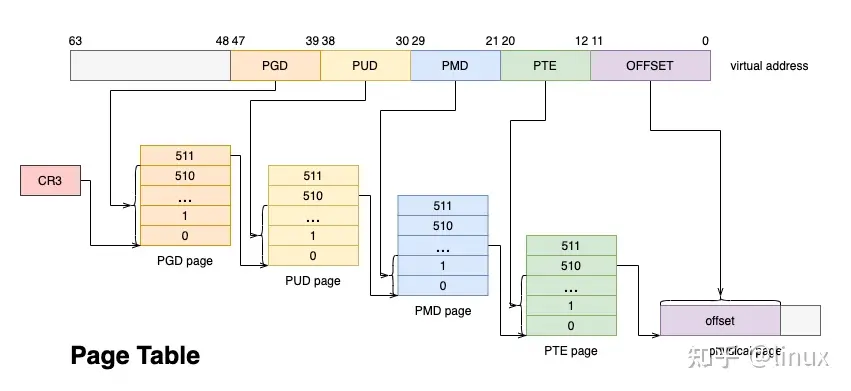 63 48 47 39 38 30 29 21 20 12 11 0
PGD PUD PMD PTE OFFSET virtual address
CR3
511
510
...
1
0
PGD page
511
510
...
1
0
PUD page
511
510
...
1
0
PMD page
511
510
...
1
0
PTE page
offset
physical page
Page Table
知乎 @linux